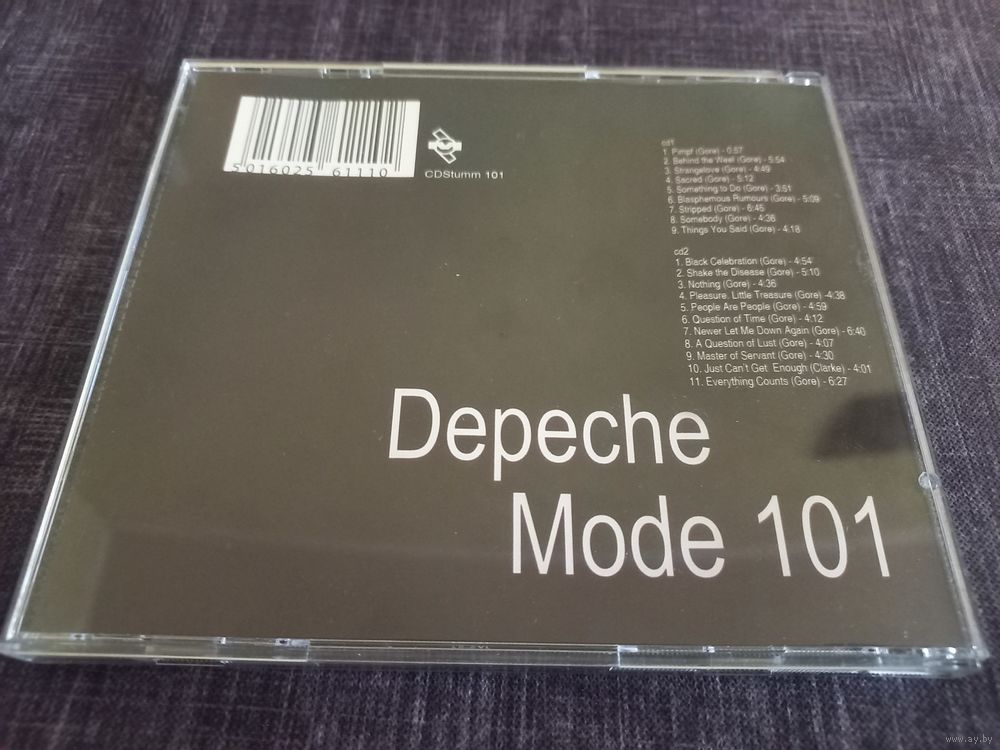 5016025 61110
CDStumm 101
cd1
1. Pimpf (Gore) - 0:57
2. Behind the Weel (Gore) - 5:54
3. Strangelove (Gore) - 4:49
4. Sacred (Gore) - 5:12
5. Something to Do (Gore) - 3:51
6. Blasphemous Rumours (Gore) - 5:09
7. Stripped (Gore) - 6:45
8. Somebody (Gore) - 4:36
9. Things You Said (Gore) - 4:18
cd2
1. Black Celebration (Gore) - 4:54
2. Shake the Disease (Gore) - 5:10
3. Nothing (Gore) - 4:36
4. Pleasure. Little Treasure (Gore) - 4:38
5. People Are People (Gore) - 4:59
6. Question of Time (Gore) - 4:12
7. Newer Let Me Down Again (Gore) - 6:40
8. A Question of Lust (Gore) - 4:07
9. Master of Servant (Gore) - 4:30
10. Just Can't Get Enough (Clarke) - 4:01
11. Everything Counts (Gore) - 6:27
Depeche
Mode 101
www.ay.by